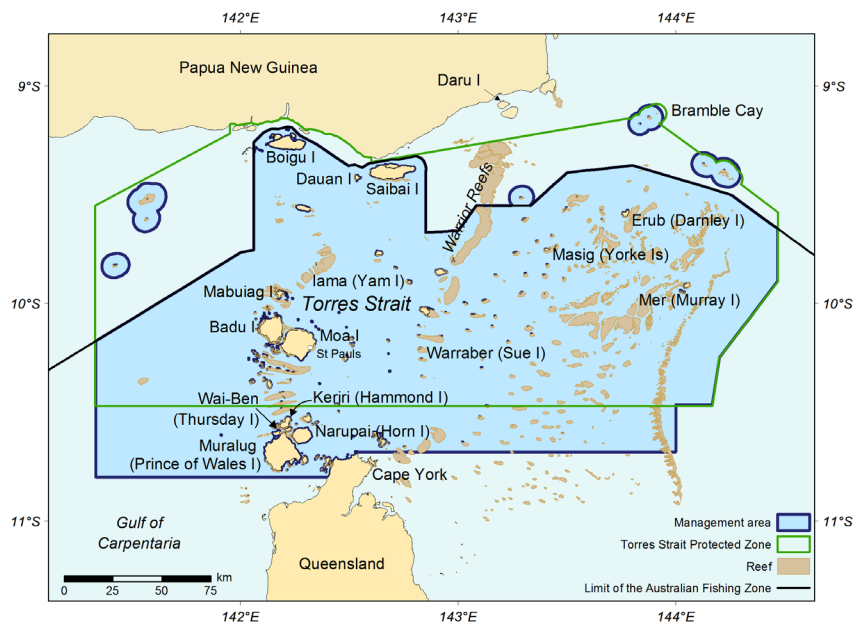 142°E 143°E 144°E
Papua New Guinea
Daru I
9°S 9°S
Bramble Cay
Boigu I
Dauan I
Saibai I
Warrior Reefs
Erub (Darnley I)
Masig (Yorke Is)
Iama (Yam I)
Mabuiag I
Torres Strait
Mer (Murray I)
10°S 10°S
Badu I
Moa I
St Pauls
Warraber (Sue I)
Wai-Ben
(Thursday I)
Keriri (Hammond I)
Narupai (Horn I)
Muralug
(Prince of Wales I)
Cape York
Gulf of
Carpentaria
11°S 11°S
Management area
Torres Strait Protected Zone
Reef
Limit of the Australian Fishing Zone
Queensland
km
0 25 50 75
142°E 143°E 144°E